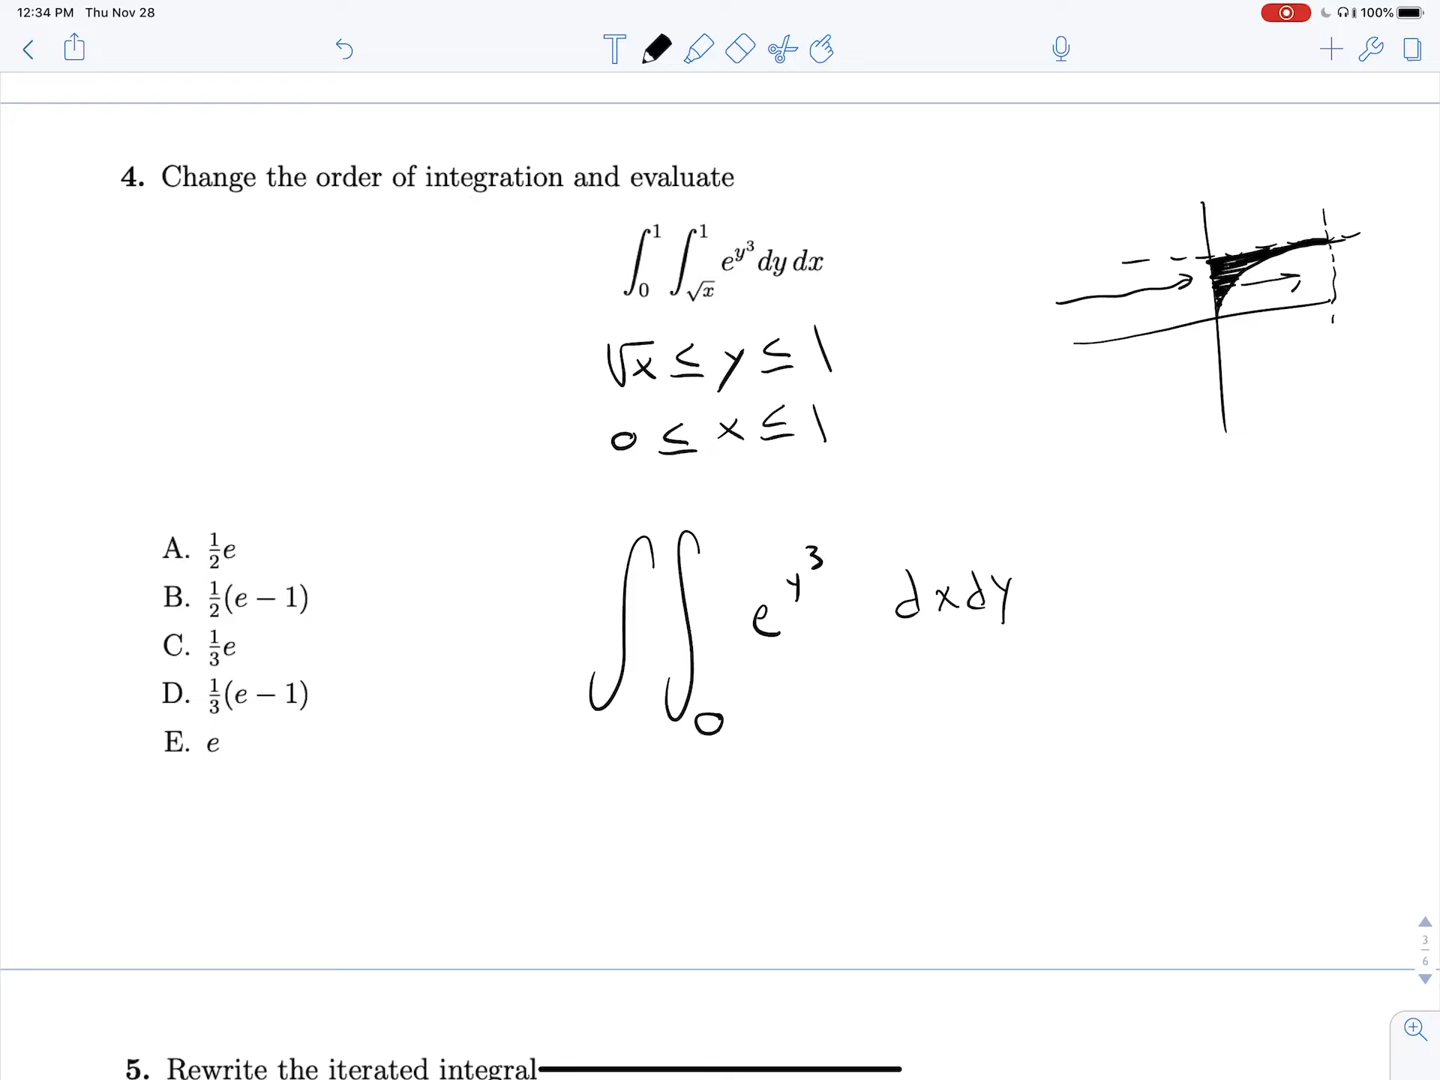 12:34 PM Thu Nov 28
100%
4. Change the order of integration and evaluate
∫₀¹ ∫_{√x}¹ e^{y³} dy dx
√x ≤ y ≤ 1
0 ≤ x ≤ 1
A. ½e
B. ½(e − 1)
C. ⅓e
D. ⅓(e − 1)
E. e
∫∫₀ e^{y³} dxdy
3
6
5. Rewrite the iterated integral